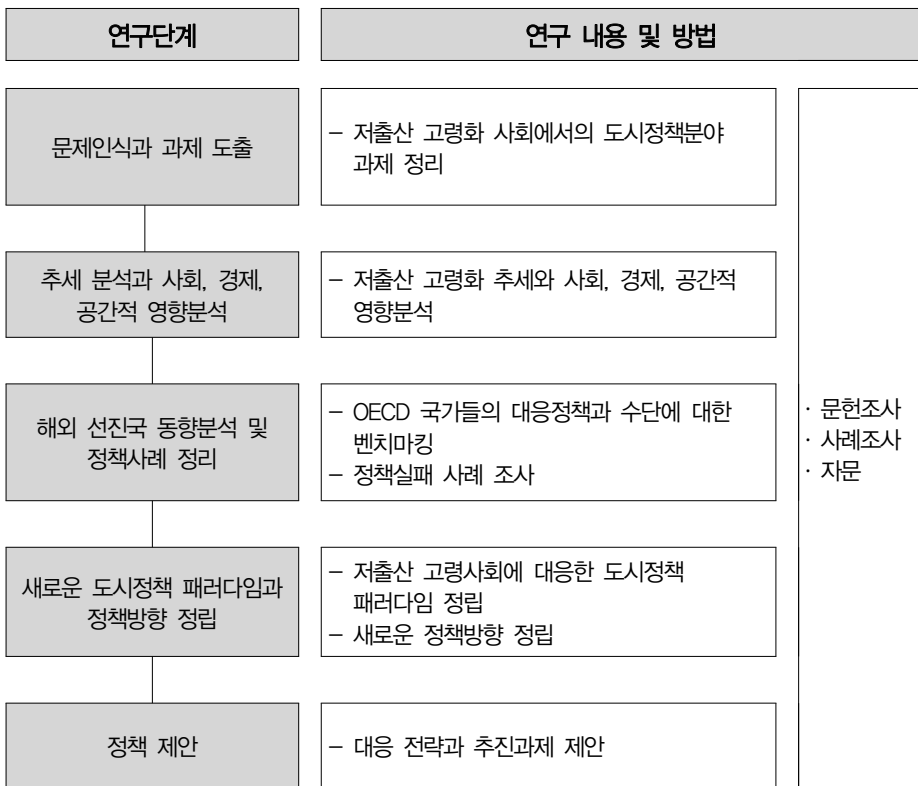 연구단계
연구 내용 및 방법
문제인식과 과제 도출
– 저출산 고령화 사회에서의 도시정책분야
과제 정리
추세 분석과 사회, 경제,
공간적 영향분석
– 저출산 고령화 추세와 사회, 경제, 공간적
영향분석
해외 선진국 동향분석 및
정책사례 정리
– OECD 국가들의 대응정책과 수단에 대한
벤치마킹
– 정책실패 사례 조사
새로운 도시정책 패러다임과
정책방향 정립
– 저출산 고령사회에 대응한 도시정책
패러다임 정립
– 새로운 정책방향 정립
정책 제안
– 대응 전략과 추진과제 제안
· 문헌조사
· 사례조사
· 자문